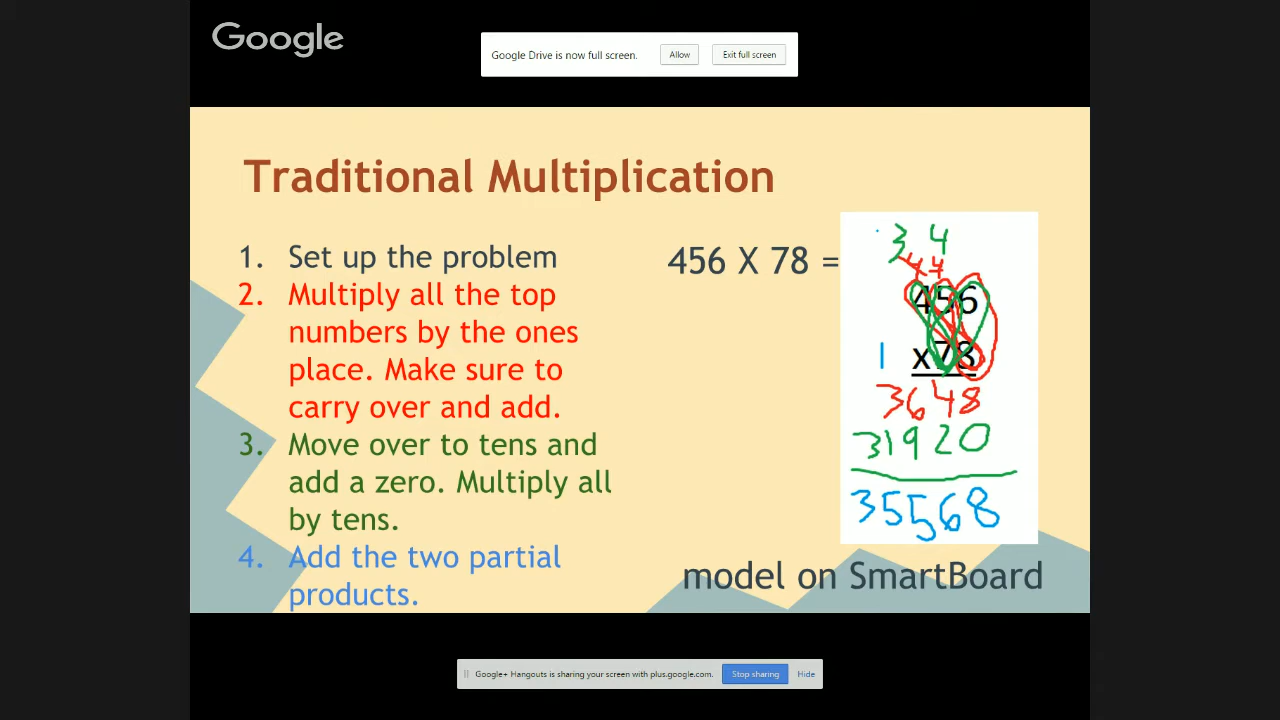 Google
Google Drive is now full screen. Allow Exit full screen
Traditional Multiplication
1. Set up the problem
2. Multiply all the top
numbers by the ones
place. Make sure to
carry over and add.
3. Move over to tens and
add a zero. Multiply all
by tens.
4. Add the two partial
products.
456 X 78 =
3 4
4 4
456
1 x78
3648
31920
35568
model on SmartBoard
Google+ Hangouts is sharing your screen with plus.google.com. Stop sharing Hide